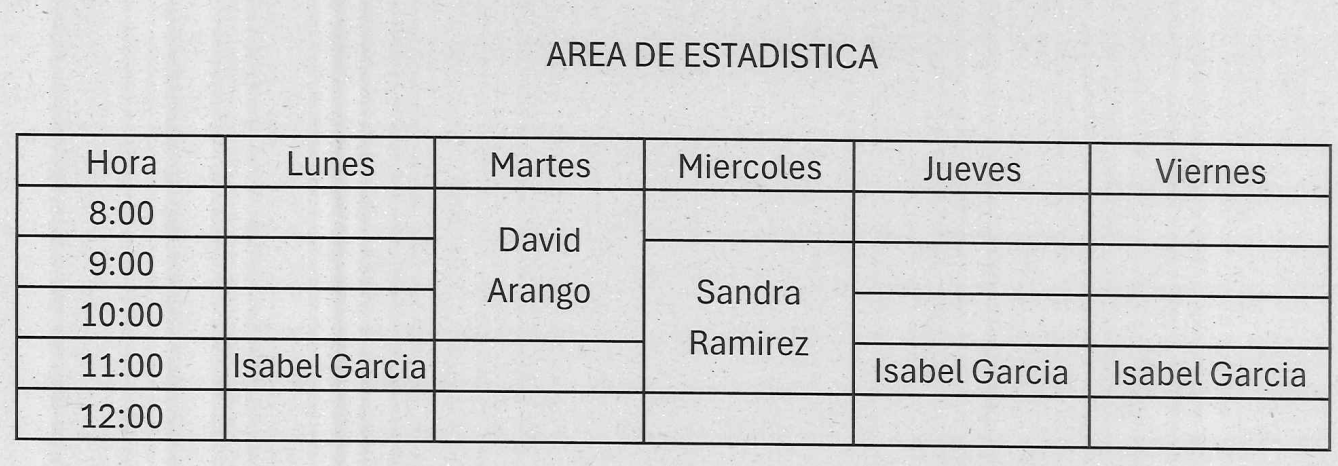 AREA DE ESTADISTICA
Hora Lunes Martes Miercoles Jueves Viernes
8:00
David
9:00
Arango
Sandra
10:00
Ramirez
11:00 Isabel Garcia Isabel Garcia Isabel Garcia
12:00